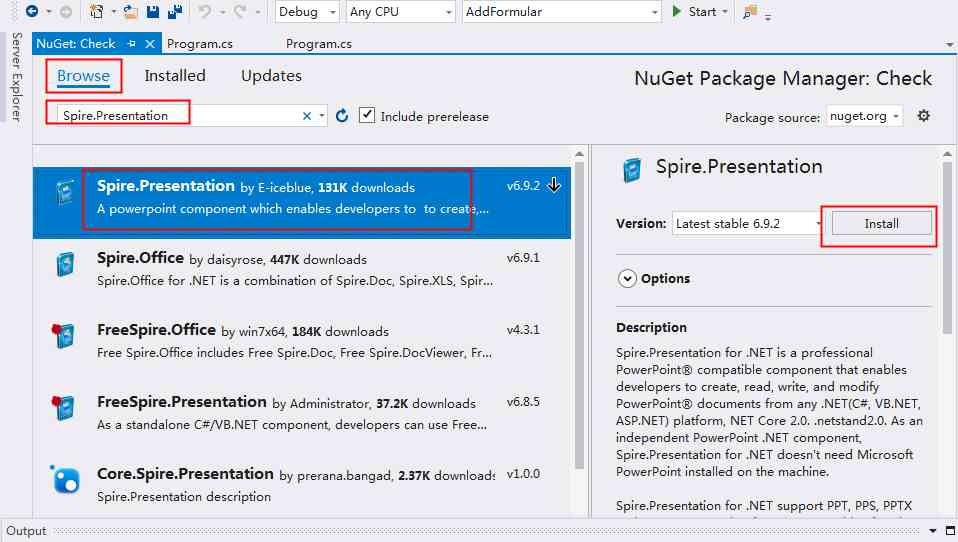 Debug Any CPU AddFormular Start
Server Explorer
NuGet: Check Program.cs Program.cs
Browse Installed Updates
NuGet Package Manager: Check
Spire.Presentation
Include prerelease
Package source: nuget.org
Spire.Presentation by E-iceblue, 131K downloads v6.9.2
A powerpoint component which enables developers to  to create,...
Spire.Office by daisyrose, 447K downloads v6.9.1
Spire.Office for .NET is a combination of Spire.Doc, Spire.XLS, Spir...
FreeSpire.Office by win7x64, 184K downloads v4.3.1
Free Spire.Office includes Free Spire.Doc, Free Spire.DocViewer, Fr...
FreeSpire.Presentation by Administrator, 37.2K downloads v6.8.5
As a standalone C#/VB.NET component, developers can use Free...
Core.Spire.Presentation by prerana.bangad, 2.37K downloads v1.0.0
Spire.Presentation description
Spire.Presentation
Version: Latest stable 6.9.2 Install
Options
Description
Spire.Presentation for .NET is a professional
PowerPoint® compatible component that enables
developers to create, read, write, and modify
PowerPoint® documents from any .NET(C#, VB.NET,
ASP.NET) platform, NET Core 2.0. .netstand2.0. As an
independent PowerPoint .NET component,
Spire.Presentation for .NET doesn't need Microsoft
PowerPoint installed on the machine.
Spire.Presentation for .NET support PPT, PPS, PPTX
Output